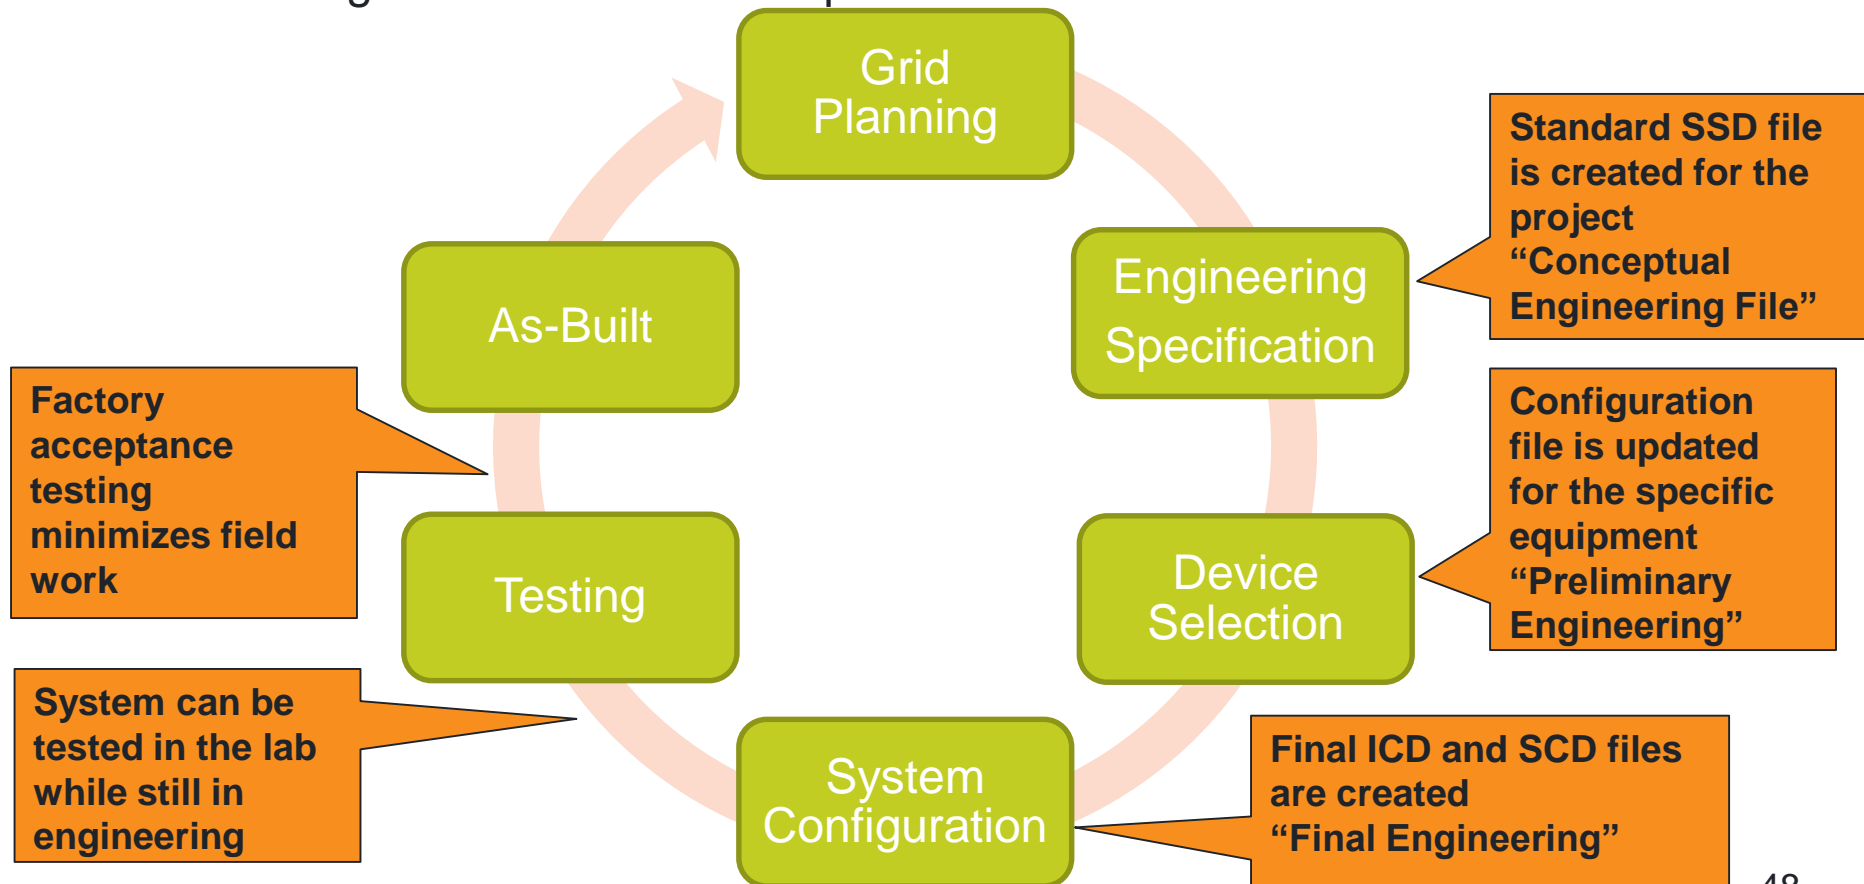 Grid
Planning
Standard SSD file
is created for the
project
“Conceptual
Engineering File”
Engineering
Specification
As-Built
Factory
acceptance
testing
minimizes field
work
Configuration
file is updated
for the specific
equipment
“Preliminary
Engineering”
Device
Selection
Testing
System can be
tested in the lab
while still in
engineering
System
Configuration
Final ICD and SCD files
are created
“Final Engineering”
48